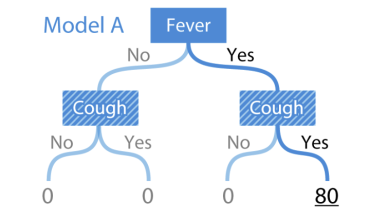 Model A
Fever
No Yes
Cough Cough
No Yes No Yes
0 0 0 80